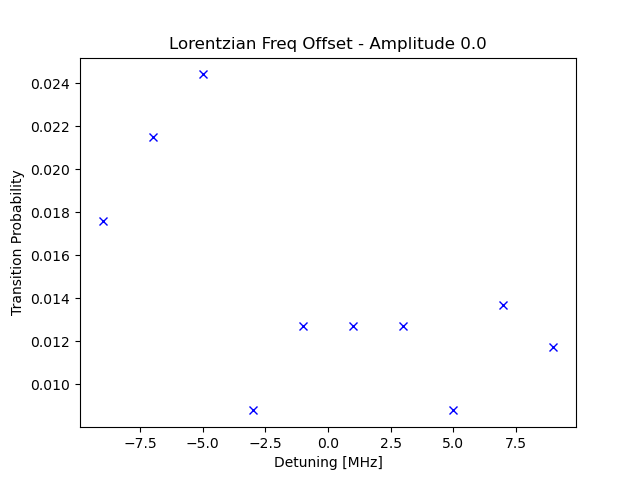 Lorentzian Freq Offset - Amplitude 0.0
Transition Probability
0.024
0.022
0.020
0.018
0.016
0.014
0.012
0.010
−7.5 −5.0 −2.5 0.0 2.5 5.0 7.5
Detuning [MHz]